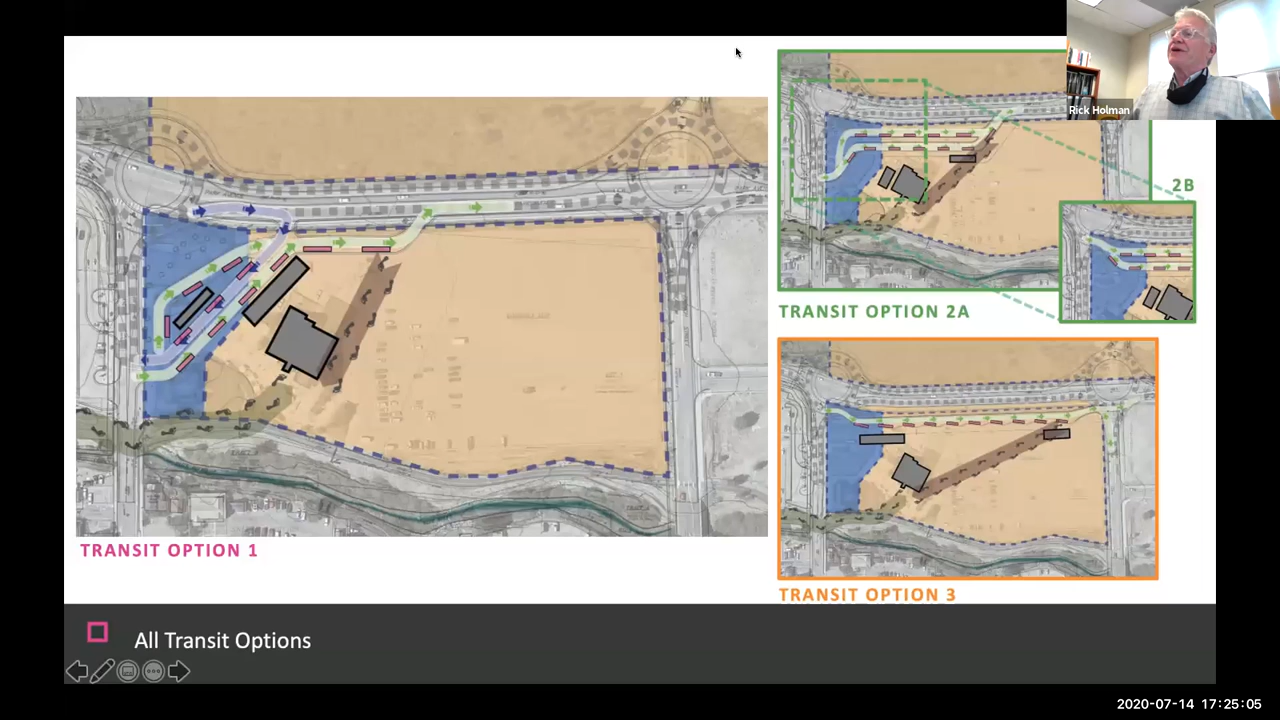 Rick Holman
2B
TRANSIT OPTION 2A
TRANSIT OPTION 1
TRANSIT OPTION 3
All Transit Options
2020-07-14 17:25:05